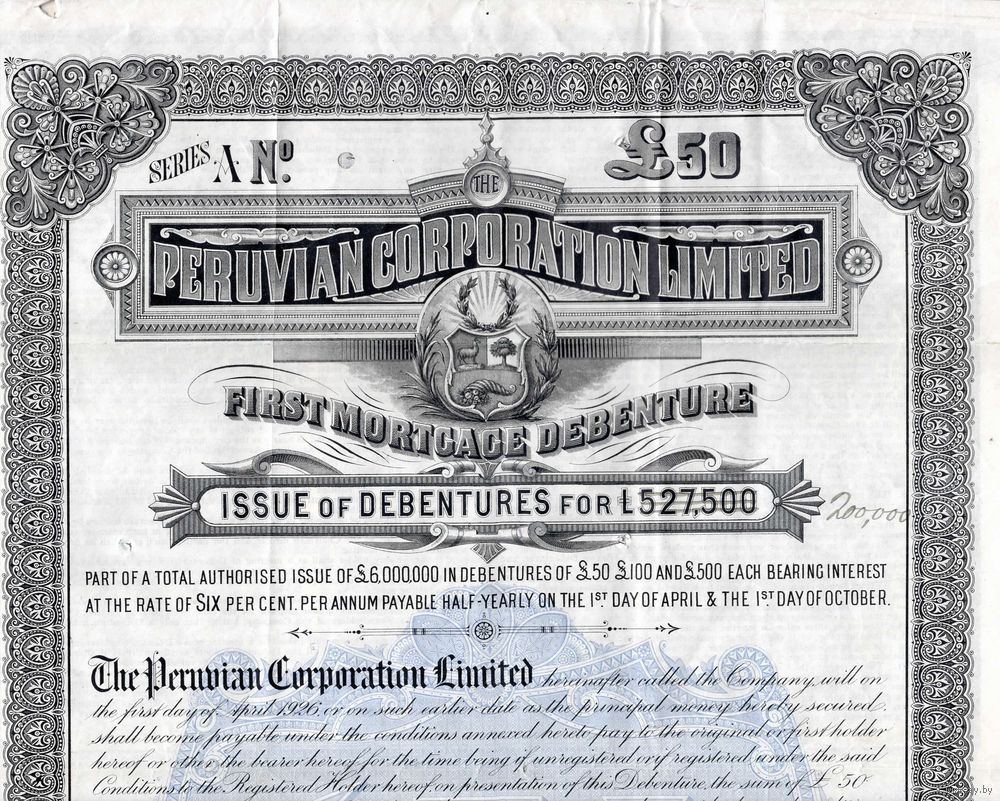 SERIES A Nº.
£50
THE
PERUVIAN CORPORATION LIMITED
FIRST MORTGAGE DEBENTURE
ISSUE OF DEBENTURES FOR £527,500 200,000
PART OF A TOTAL AUTHORISED ISSUE OF £6,000,000 IN DEBENTURES OF £50 £100 AND £500 EACH BEARING INTEREST
AT THE RATE OF SIX PER CENT. PER ANNUM PAYABLE HALF-YEARLY ON THE 1ST DAY OF APRIL & THE 1ST DAY OF OCTOBER.
The Peruvian Corporation Limited hereinafter called the Company, will on
the first day of April 1926 or on such earlier date as the principal money hereby secured
shall become payable under the conditions annexed hereto pay to the original or first holder
hereof or other the bearer hereof for the time being if unregistered or if registered under the said
Conditions to the Registered Holder hereof, on presentation of this Debenture, the sum of £50